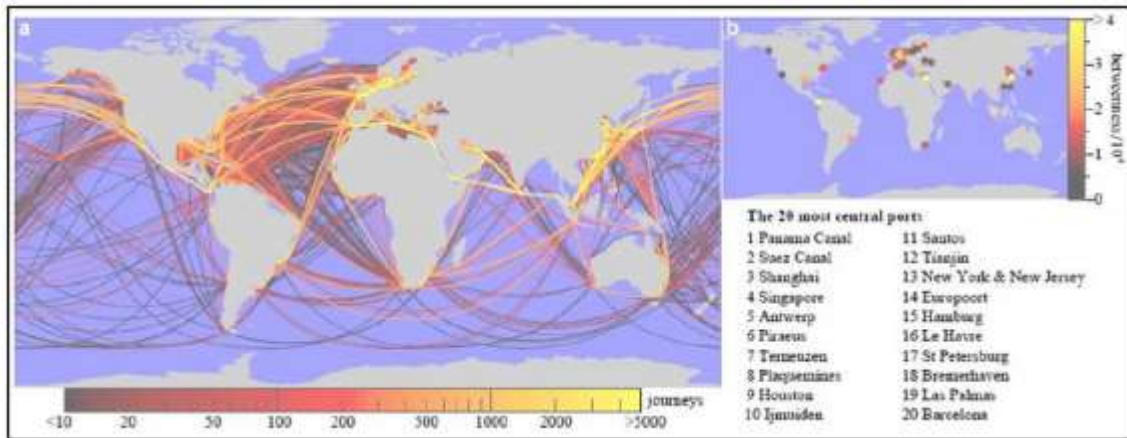 a
b
> 4
3
2
1
0
betweenness/10⁴
The 20 most central ports
1 Panama Canal
2 Suez Canal
3 Shanghai
4 Singapore
5 Antwerp
6 Piraeus
7 Terneuzen
8 Plaquemines
9 Houston
10 Ijmuiden
11 Santos
12 Tianjin
13 New York & New Jersey
14 Europoort
15 Hamburg
16 Le Havre
17 St Petersburg
18 Bremerhaven
19 Las Palmas
20 Barcelona
journeys
<10 20 50 100 200 500 1000 2000 >5000